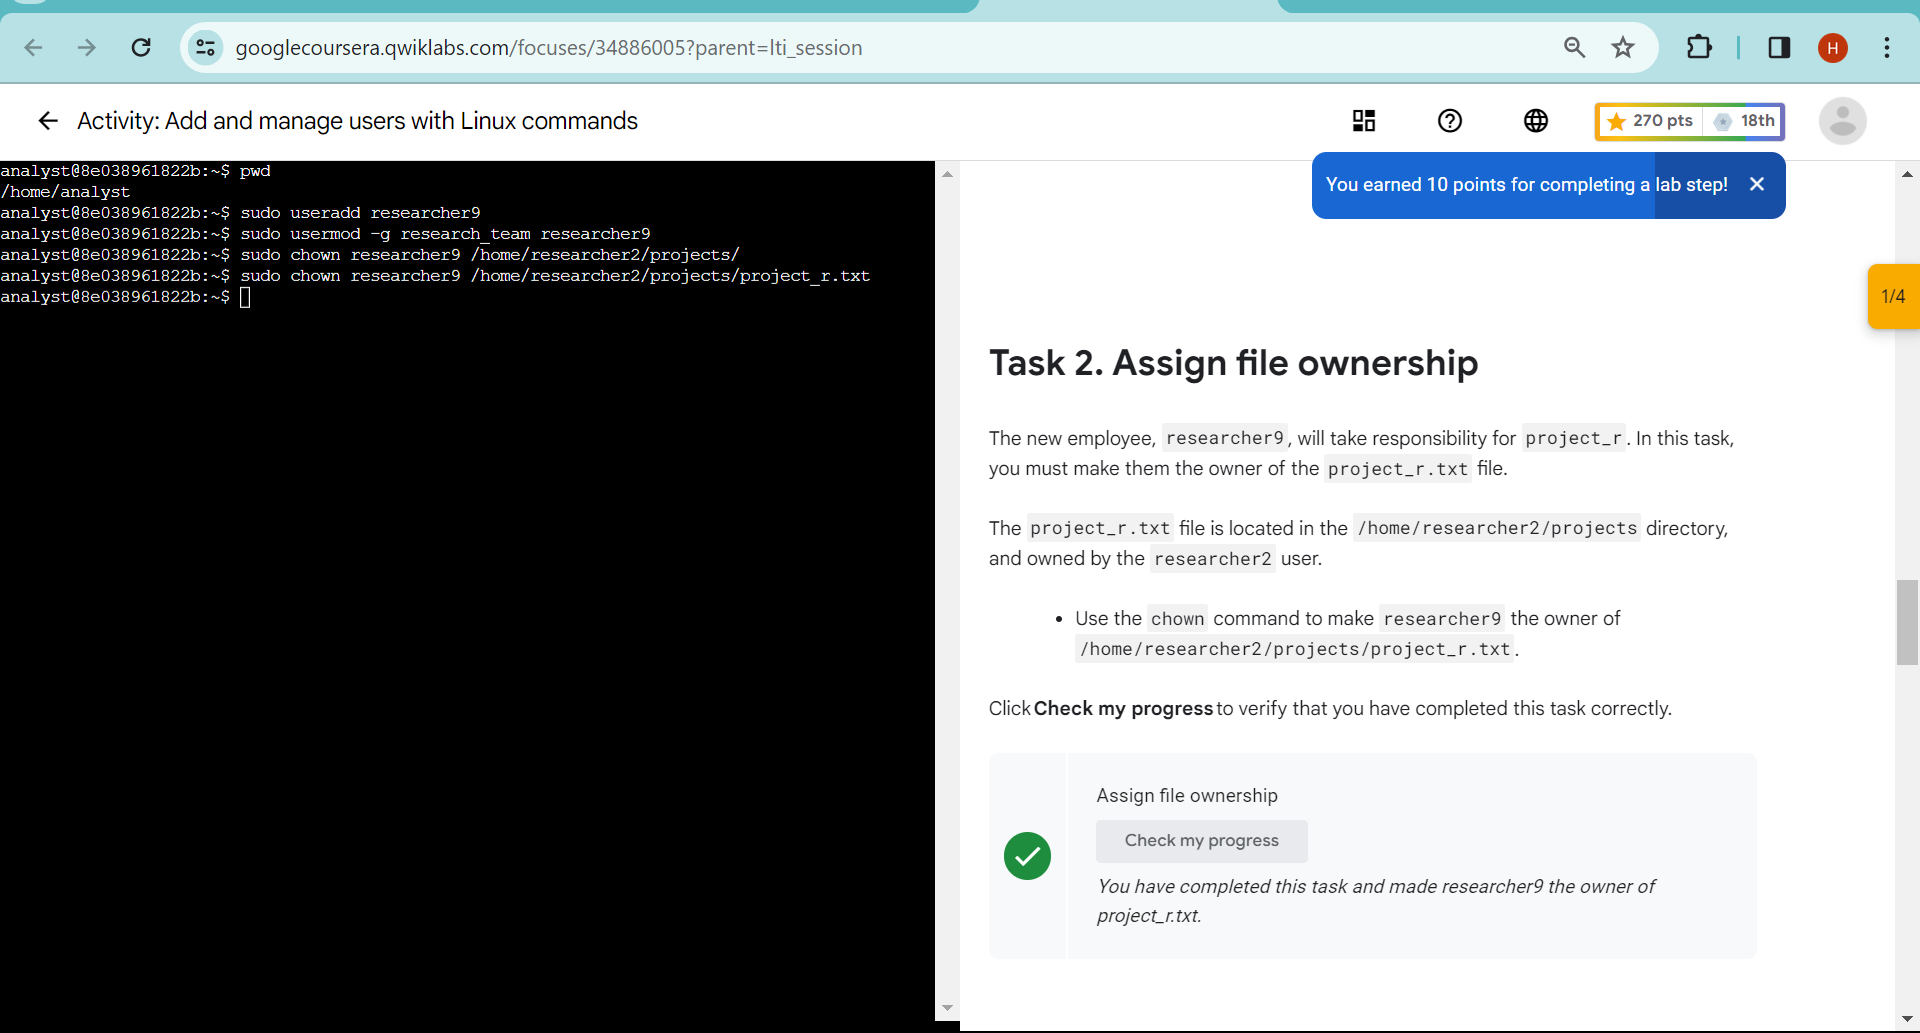 googlecoursera.qwiklabs.com/focuses/34886005?parent=lti_session
H
Activity: Add and manage users with Linux commands
270 pts
18th
You earned 10 points for completing a lab step!
analyst@8e038961822b:~$ pwd
/home/analyst
analyst@8e038961822b:~$ sudo useradd researcher9
analyst@8e038961822b:~$ sudo usermod -g research_team researcher9
analyst@8e038961822b:~$ sudo chown researcher9 /home/researcher2/projects/
analyst@8e038961822b:~$ sudo chown researcher9 /home/researcher2/projects/project_r.txt
analyst@8e038961822b:~$
1/4
Task 2. Assign file ownership
The new employee, researcher9, will take responsibility for project_r. In this task,
you must make them the owner of the project_r.txt file.
The project_r.txt file is located in the /home/researcher2/projects directory,
and owned by the researcher2 user.
• Use the chown command to make researcher9 the owner of
/home/researcher2/projects/project_r.txt.
Click Check my progress to verify that you have completed this task correctly.
Assign file ownership
Check my progress
You have completed this task and made researcher9 the owner of
project_r.txt.